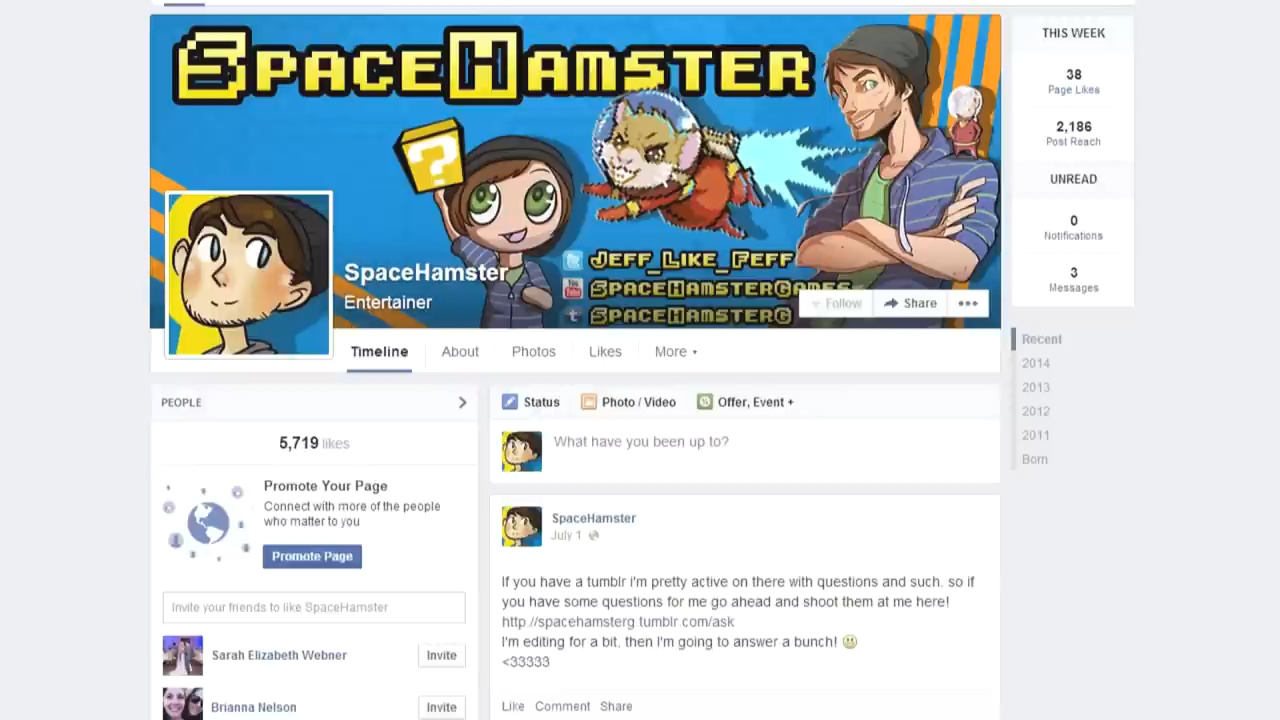 SPACEHAMSTER
?
JEFF_LIKE_PEFF
SPACEHAMSTERGAMES
SPACEHAMSTERG
SpaceHamster
Entertainer
Follow
Share
Timeline
About
Photos
Likes
More
THIS WEEK
38
Page Likes
2,186
Post Reach
UNREAD
0
Notifications
3
Messages
Recent
2014
2013
2012
2011
Born
PEOPLE
5,719 likes
Promote Your Page
Connect with more of the people
who matter to you
Promote Page
Invite your friends to like SpaceHamster
Sarah Elizabeth Webner
Invite
Brianna Nelson
Invite
Status
Photo / Video
Offer, Event +
What have you been up to?
SpaceHamster
July 1
If you have a tumblr i'm pretty active on there with questions and such. so if
you have some questions for me go ahead and shoot them at me here!
http://spacehamsterg.tumblr.com/ask
I'm editing for a bit, then I'm going to answer a bunch!
<33333
Like Comment Share